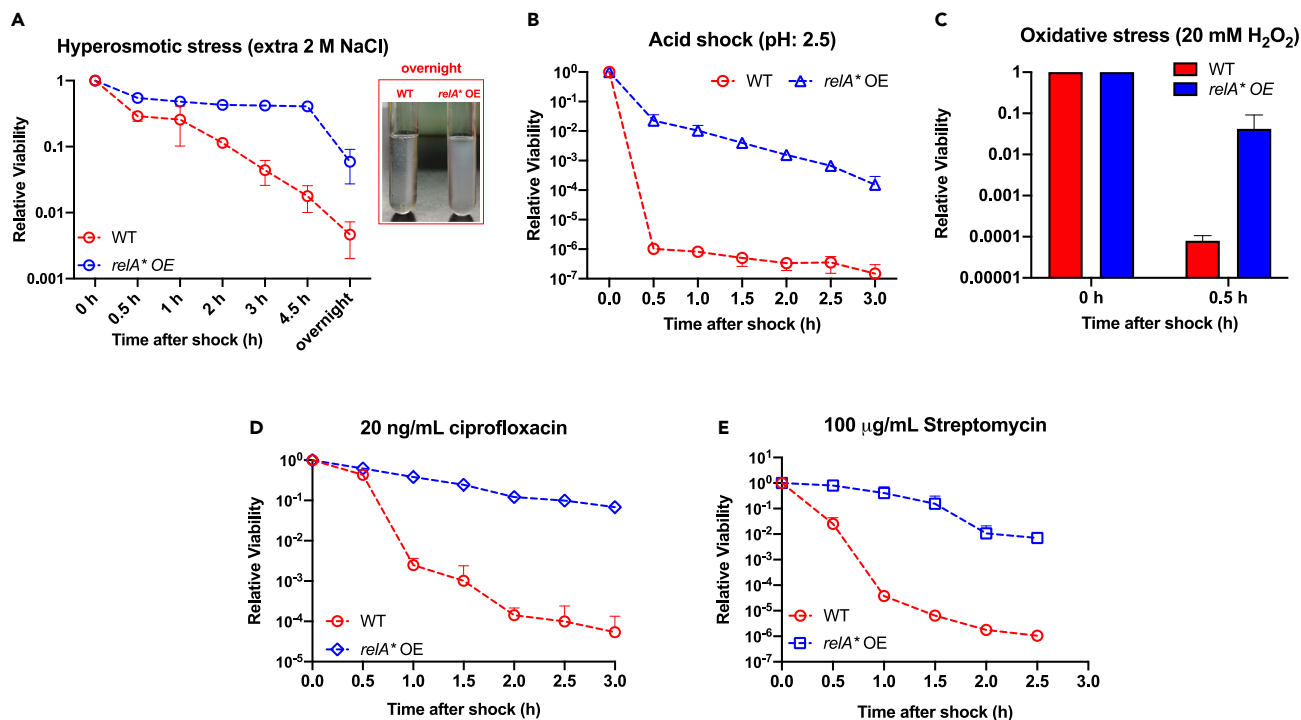 A
Hyperosmotic stress (extra 2 M NaCl)
Relative Viability
1
0.1
0.01
0.001
WT
relA* OE
0 h
0.5 h
1 h
2 h
3 h
4.5 h
overnight
Time after shock (h)
overnight
WT
relA* OE
B
Acid shock (pH: 2.5)
WT
relA* OE
Relative Viability
10⁰
10⁻¹
10⁻²
10⁻³
10⁻⁴
10⁻⁵
10⁻⁶
10⁻⁷
0.0 0.5 1.0 1.5 2.0 2.5 3.0
Time after shock (h)
C
Oxidative stress (20 mM H₂O₂)
WT
relA* OE
Relative Viability
1
0.1
0.01
0.001
0.0001
0.00001
0 h
0.5 h
Time after shock (h)
D
20 ng/mL ciprofloxacin
Relative Viability
10⁰
10⁻¹
10⁻²
10⁻³
10⁻⁴
10⁻⁵
WT
relA* OE
0.0 0.5 1.0 1.5 2.0 2.5 3.0
Time after shock (h)
E
100 μg/mL Streptomycin
Relative Viability
10¹
10⁰
10⁻¹
10⁻²
10⁻³
10⁻⁴
10⁻⁵
10⁻⁶
10⁻⁷
WT
relA* OE
0.0 0.5 1.0 1.5 2.0 2.5 3.0
Time after shock (h)